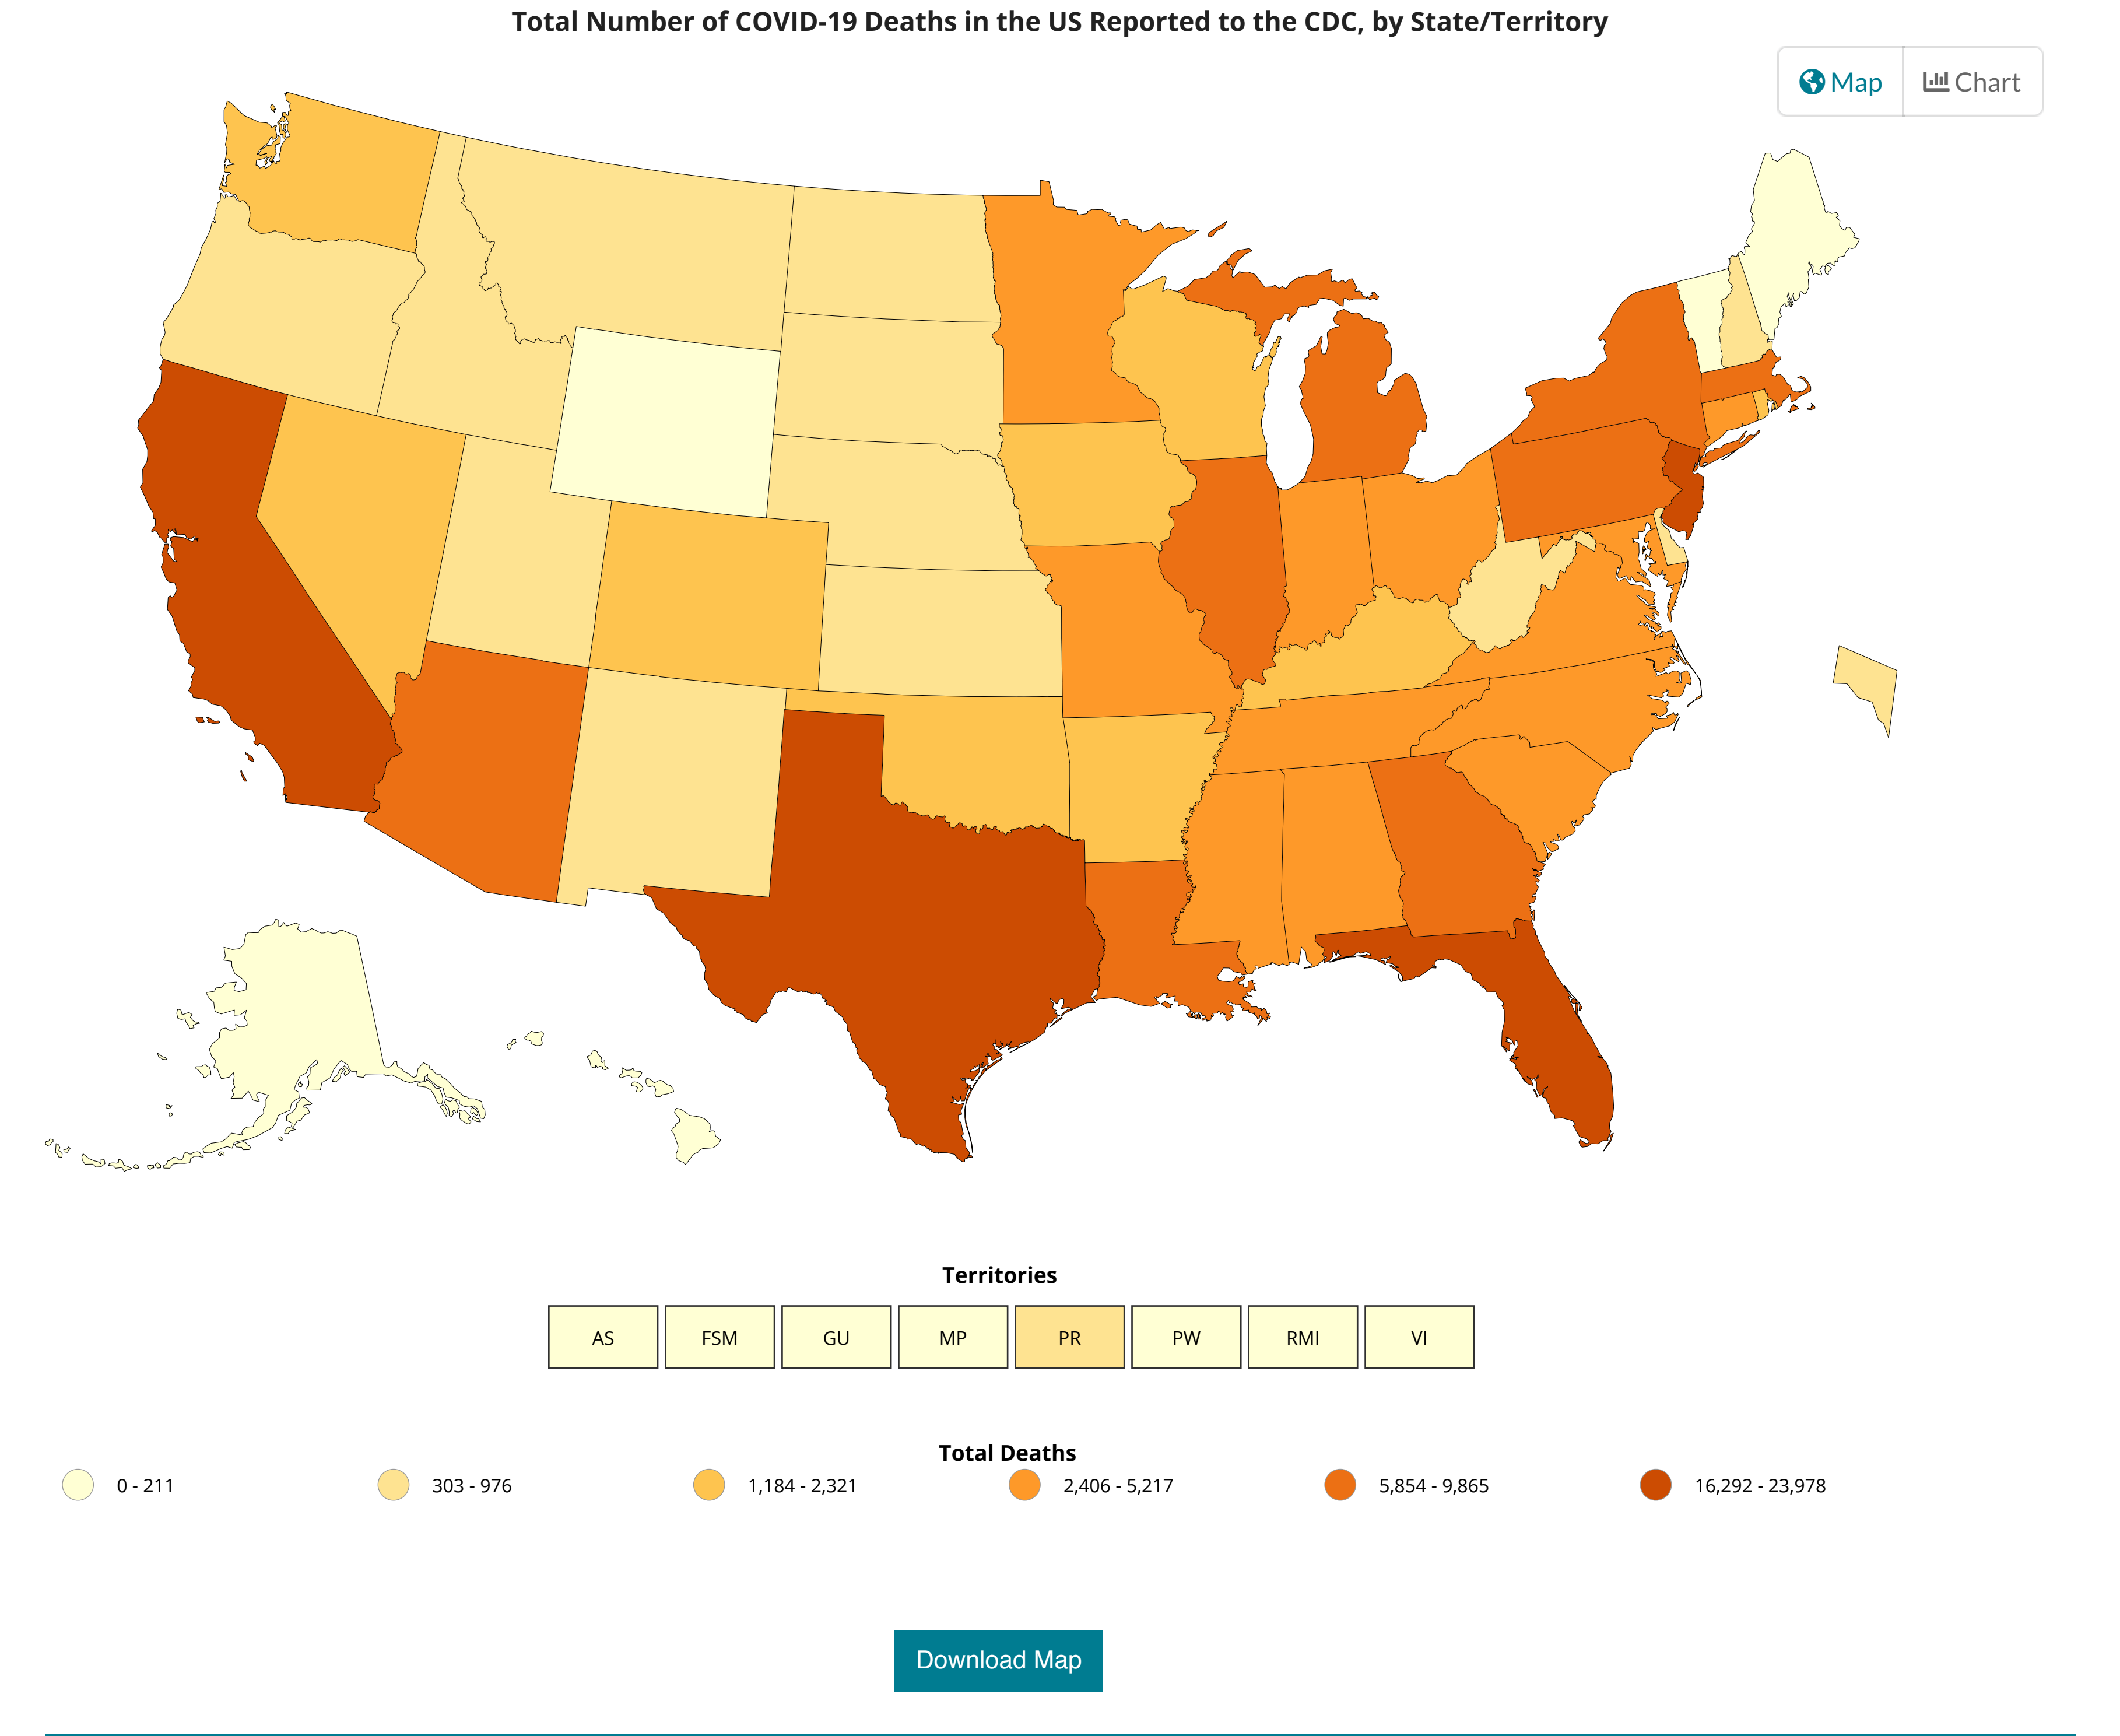 Total Number of COVID-19 Deaths in the US Reported to the CDC, by State/Territory
Map Chart
Territories
AS FSM GU MP PR PW RMI VI
Total Deaths
0 - 211 303 - 976 1,184 - 2,321 2,406 - 5,217 5,854 - 9,865 16,292 - 23,978
Download Map